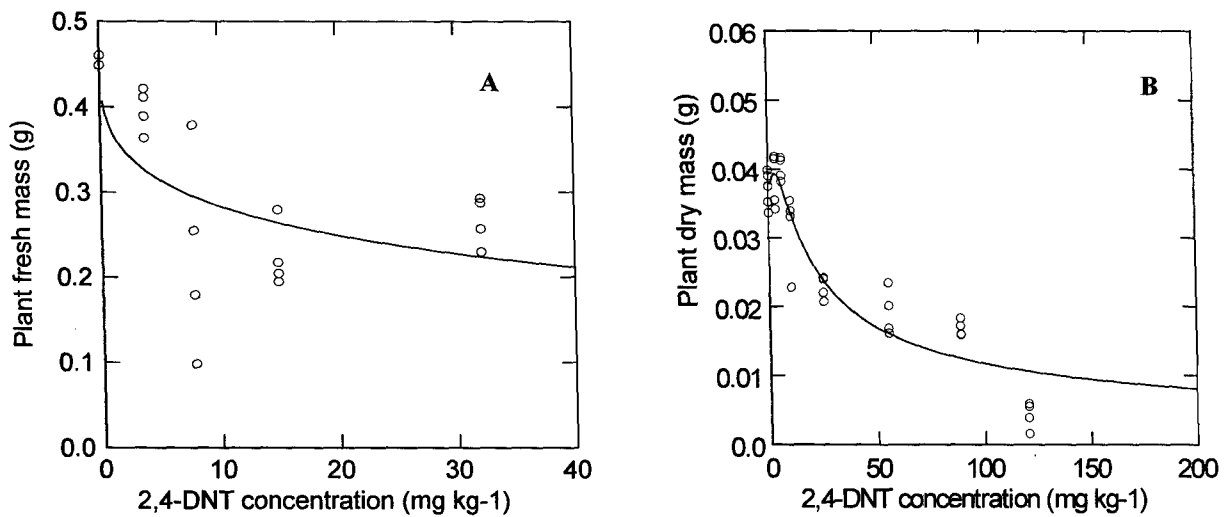 0.5
0.4
0.3
0.2
0.1
0.0
Plant fresh mass (g)
A
0 10 20 30 40
2,4-DNT concentration (mg kg-1)
0.06
0.05
0.04
0.03
0.02
0.01
0.0
Plant dry mass (g)
B
0 50 100 150 200
2,4-DNT concentration (mg kg-1)